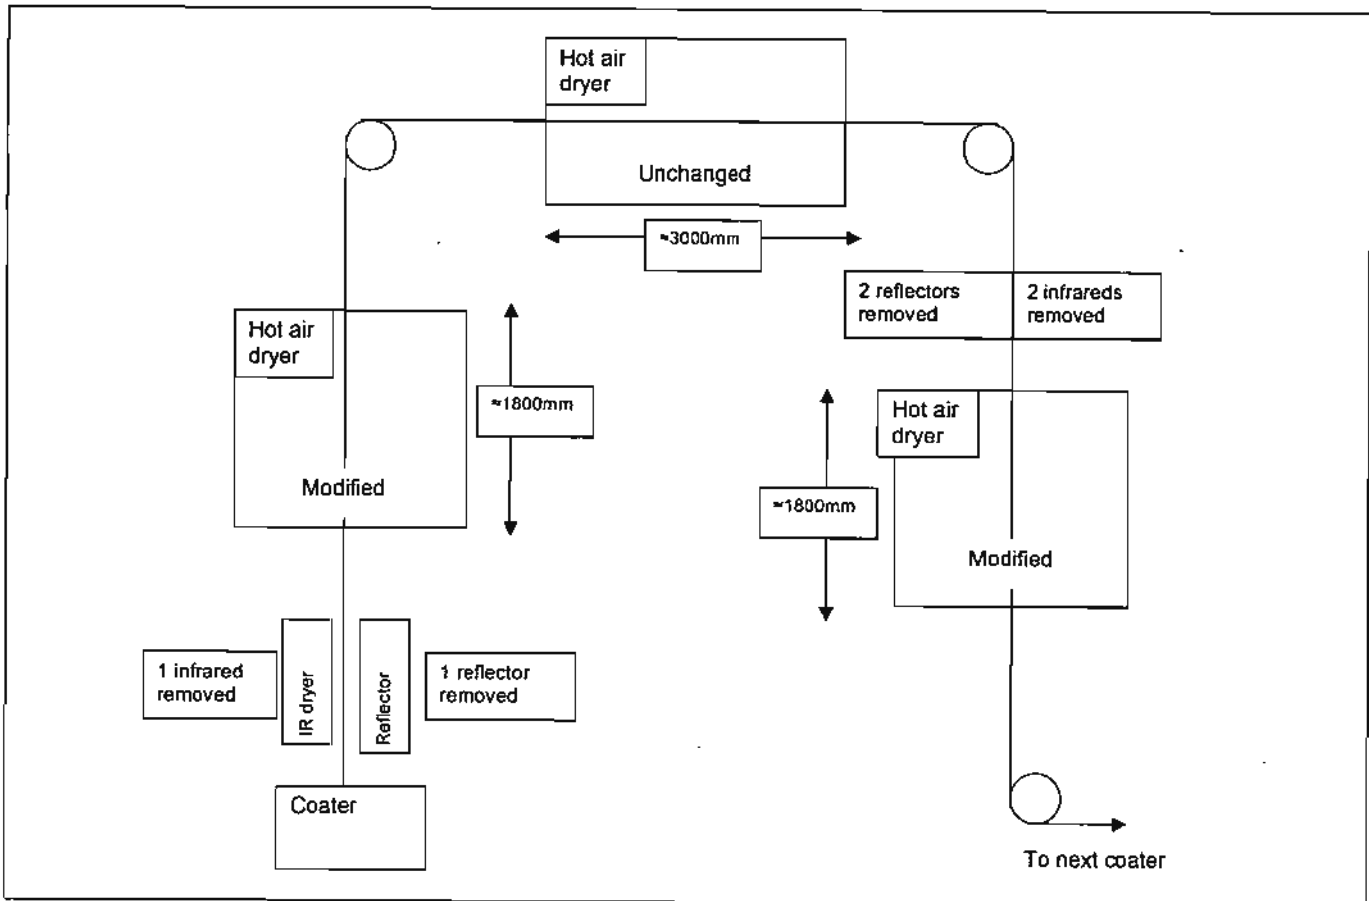 Hot air
dryer
Unchanged
≈3000mm
2 reflectors
removed
2 infrareds
removed
Hot air
dryer
≈1800mm
Modified
Hot air
dryer
≈1800mm
Modified
1 infrared
removed
IR dryer
Reflector
1 reflector
removed
Coater
To next coater